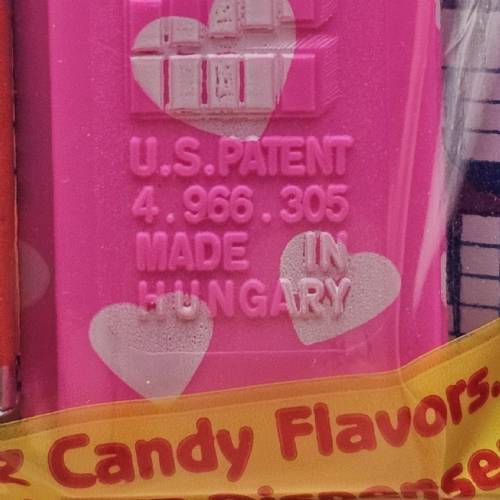 U.S.PATENT
4.966.305
MADE IN
HUNGARY
Candy Flavors.